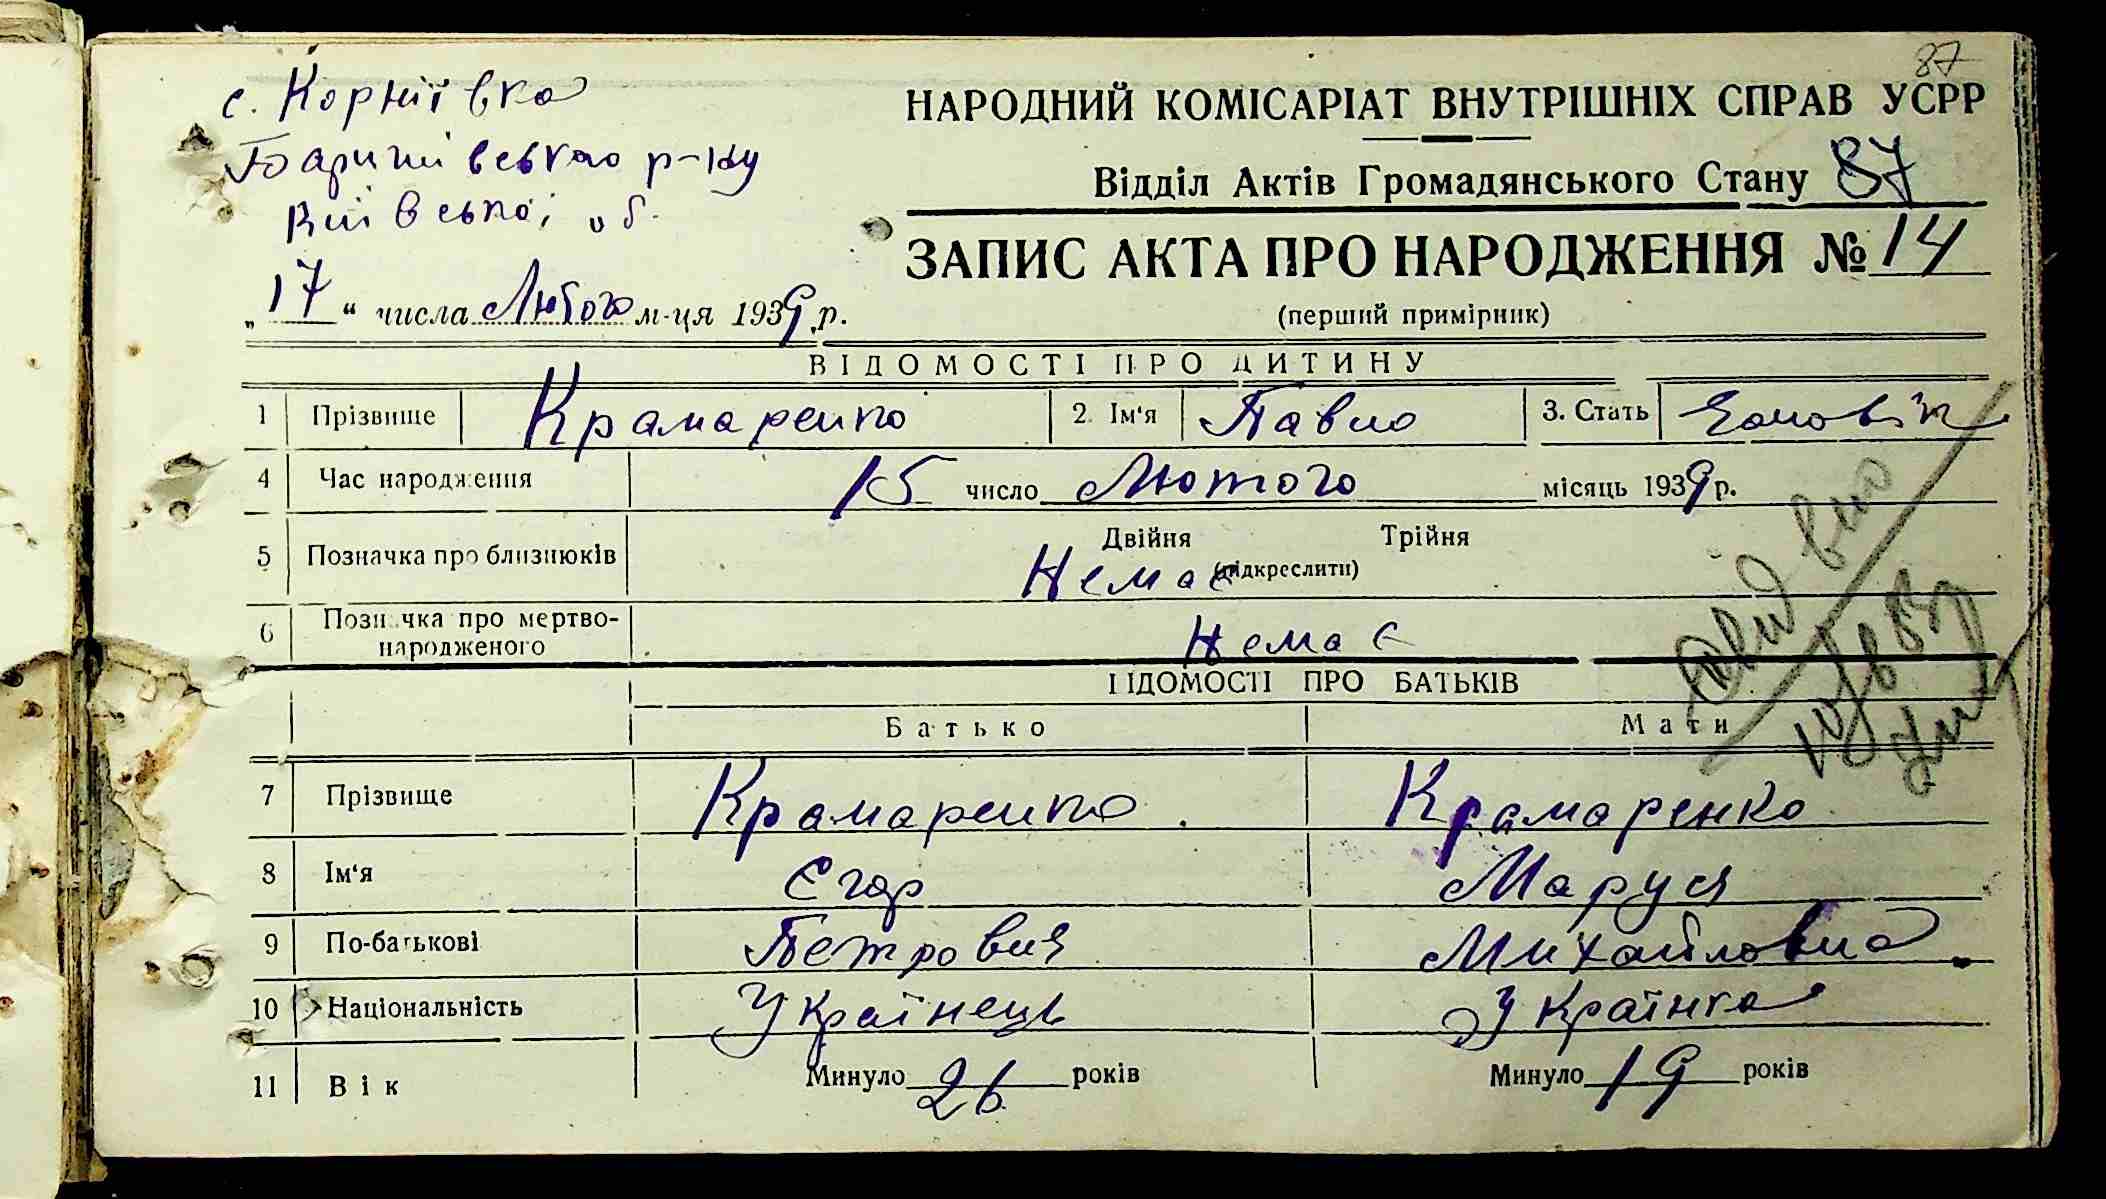 87
с. Корніївка
Баришівського р-ну
Київської об.
НАРОДНИЙ КОМІСАРІАТ ВНУТРІШНІХ СПРАВ УСРР
Відділ Актів Громадянського Стану 87
ЗАПИС АКТА ПРО НАРОДЖЕННЯ № 14
(перший примірник)
„17“ числа Лютого м-ця 1939 р.
ВІДОМОСТІ ПРО ДИТИНУ
1 Прізвище Крамаренко 2. Ім'я Павло 3. Стать Чоловік
4 Час народження 15 число Лютого місяць 1939 р.
5 Позначка про близнюків Двійня Трійня
Немає (підкреслити)
6 Позначка про мертво-
народженого Немає
ВІДОМОСТІ ПРО БАТЬКІВ
Батько Мати
7 Прізвище Крамаренко Крамаренко
8 Ім'я Єгор Маруся
9 По-батькові Петрович Михайловна
10 Національність Українець Українка
11 Вік Минуло 26 років Минуло 19 років